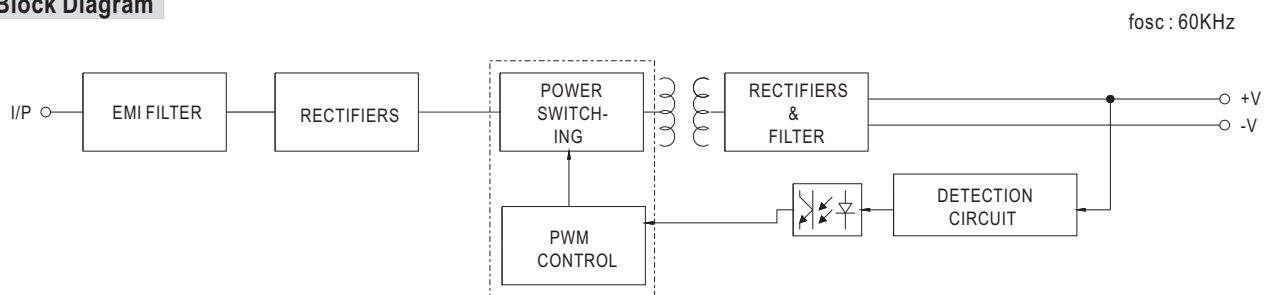 Block Diagram
fosc : 60KHz
I/P
EMI FILTER
RECTIFIERS
POWER
SWITCH-
ING
RECTIFIERS
&
FILTER
+V
-V
DETECTION
CIRCUIT
PWM
CONTROL